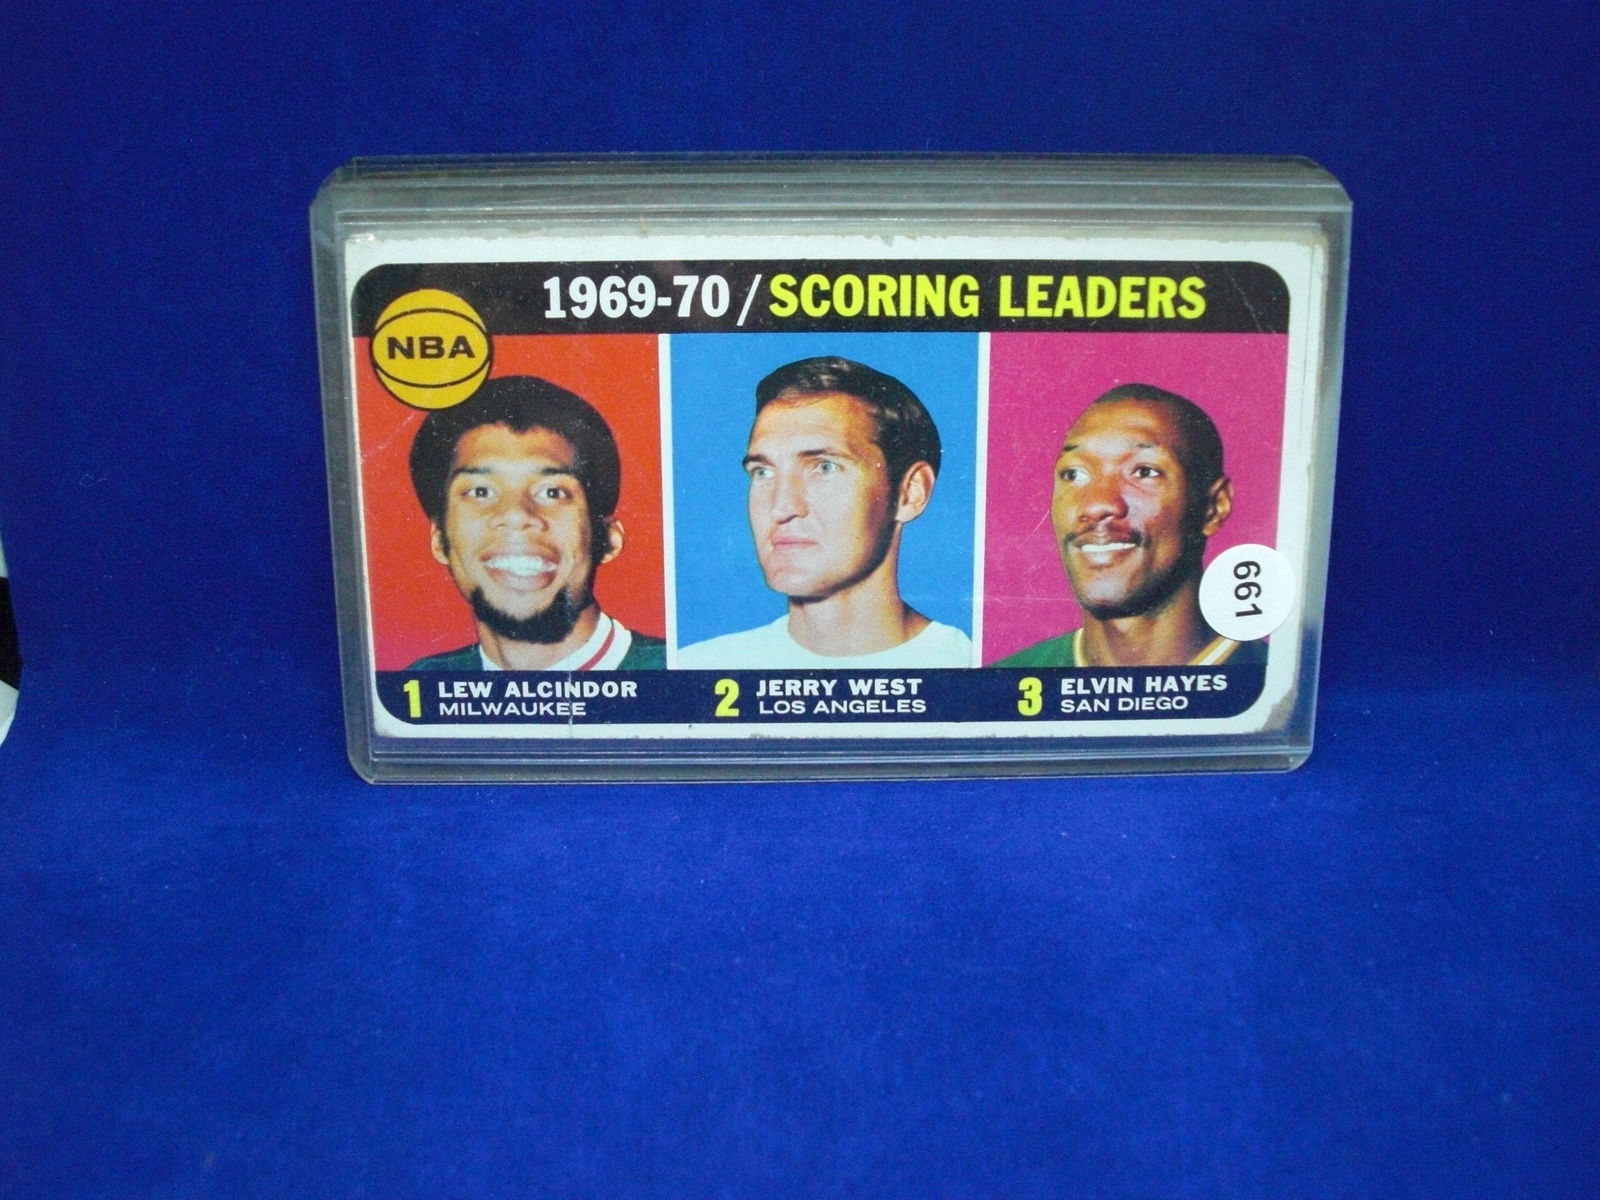 1969-70/SCORING LEADERS
NBA
661
1 LEW ALCINDOR
MILWAUKEE
2 JERRY WEST
LOS ANGELES
3 ELVIN HAYES
SAN DIEGO